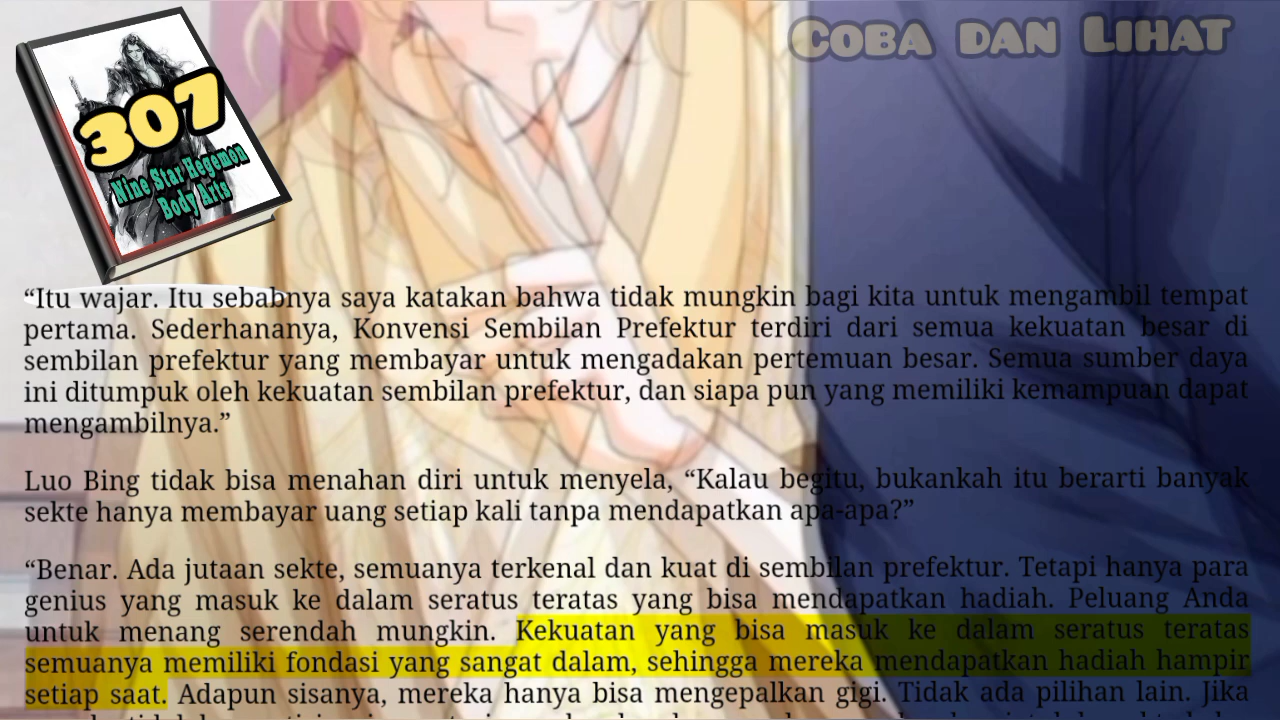 COBA DAN LIHAT
307
Nine Star Hegemon
Body Arts
“Itu wajar. Itu sebabnya saya katakan bahwa tidak mungkin bagi kita untuk mengambil tempat
pertama. Sederhananya, Konvensi Sembilan Prefektur terdiri dari semua kekuatan besar di
sembilan prefektur yang membayar untuk mengadakan pertemuan besar. Semua sumber daya
ini ditumpuk oleh kekuatan sembilan prefektur, dan siapa pun yang memiliki kemampuan dapat
mengambilnya.”
Luo Bing tidak bisa menahan diri untuk menyela, “Kalau begitu, bukankah itu berarti banyak
sekte hanya membayar uang setiap kali tanpa mendapatkan apa-apa?”
“Benar. Ada jutaan sekte, semuanya terkenal dan kuat di sembilan prefektur. Tetapi hanya para
genius yang masuk ke dalam seratus teratas yang bisa mendapatkan hadiah. Peluang Anda
untuk menang serendah mungkin. Kekuatan yang bisa masuk ke dalam seratus teratas
semuanya memiliki fondasi yang sangat dalam, sehingga mereka mendapatkan hadiah hampir
setiap saat. Adapun sisanya, mereka hanya bisa mengepalkan gigi. Tidak ada pilihan lain. Jika